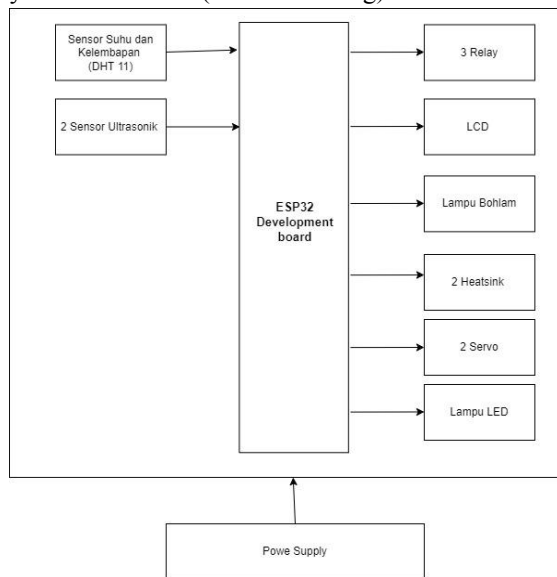 Sensor Suhu dan
Kelembapan
(DHT 11)
2 Sensor Ultrasonik
ESP32
Development
board
3 Relay
LCD
Lampu Bohlam
2 Heatsink
2 Servo
Lampu LED
Powe Supply